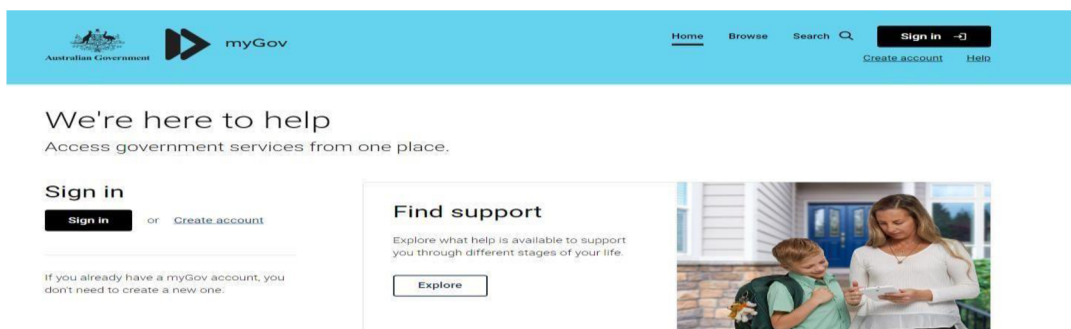 Australian Government
myGov
Home Browse Search Sign in
Create account Help
We're here to help
Access government services from one place.
Sign in
Sign in or Create account
If you already have a myGov account, you
don't need to create a new one.
Find support
Explore what help is available to support
you through different stages of your life.
Explore